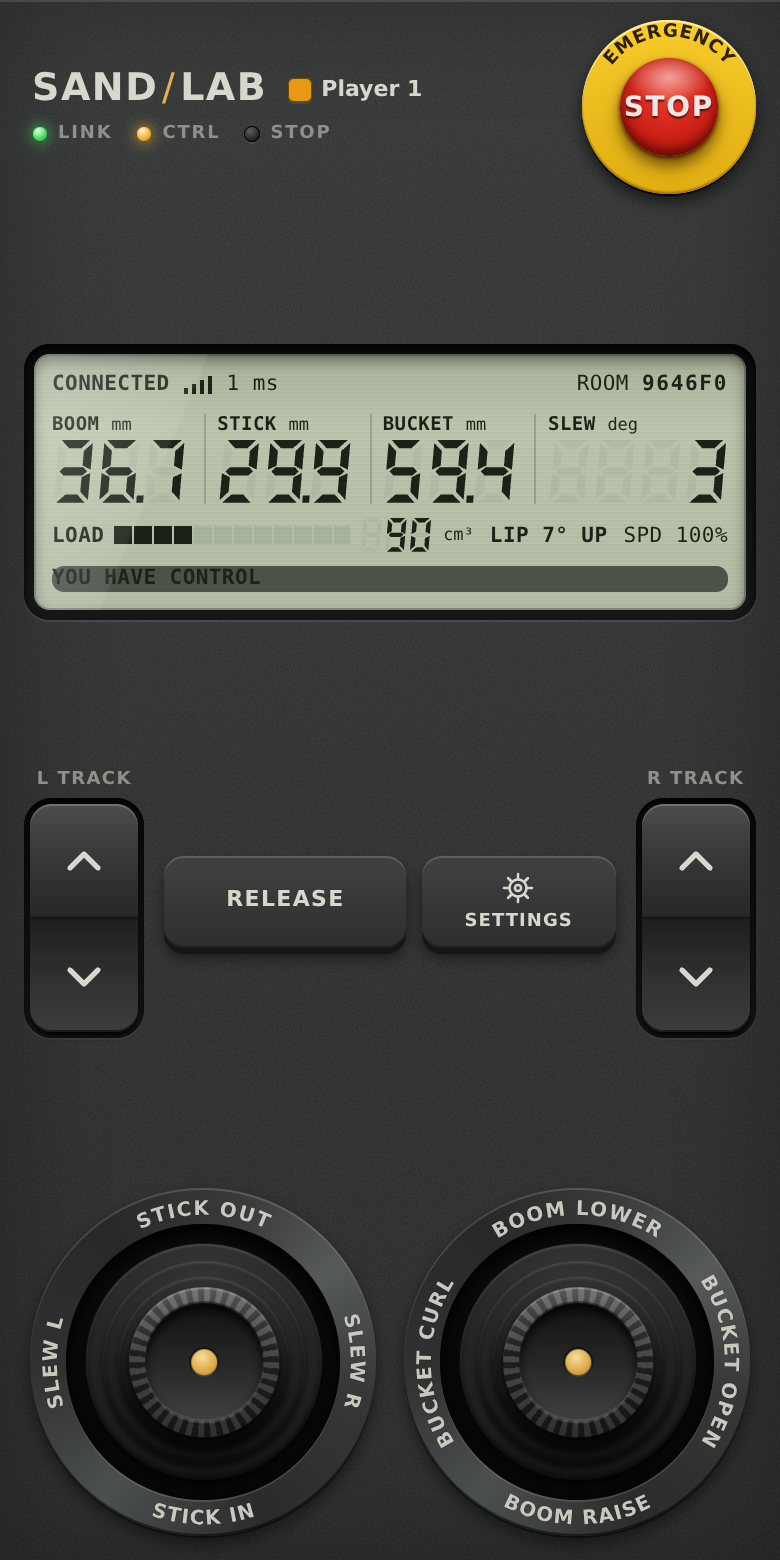 EMERGENCY
STOP
SAND/LAB Player 1
LINK CTRL STOP
CONNECTED 1 ms ROOM 9646F0
BOOM mm STICK mm BUCKET mm SLEW deg
36.7 29.9 59.4 3
LOAD 90 cm³ LIP 7° UP SPD 100%
YOU HAVE CONTROL
L TRACK R TRACK
RELEASE SETTINGS
STICK OUT
SLEW L SLEW R
STICK IN
BOOM LOWER
BUCKET CURL BUCKET OPEN
BOOM RAISE